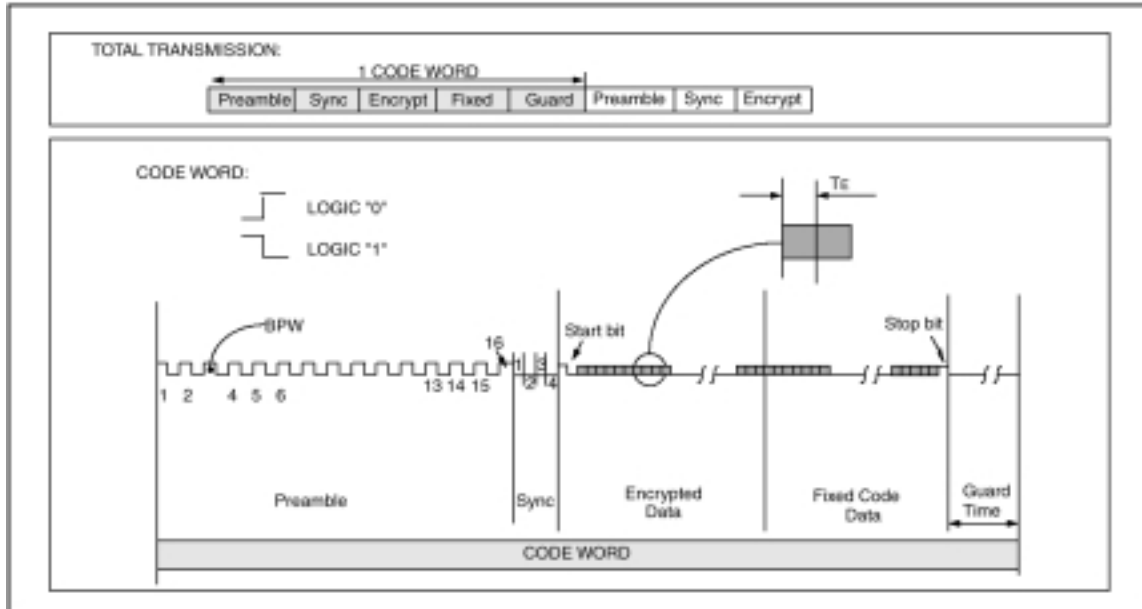 TOTAL TRANSMISSION:
1 CODE WORD
Preamble Sync Encrypt Fixed Guard Preamble Sync Encrypt
CODE WORD:
LOGIC "0"
LOGIC "1"
TE
BPW
16
1
3
2
4
Start bit
Stop bit
1 2 4 5 6 13 14 15
Preamble
Sync
Encrypted
Data
Fixed Code
Data
Guard
Time
CODE WORD